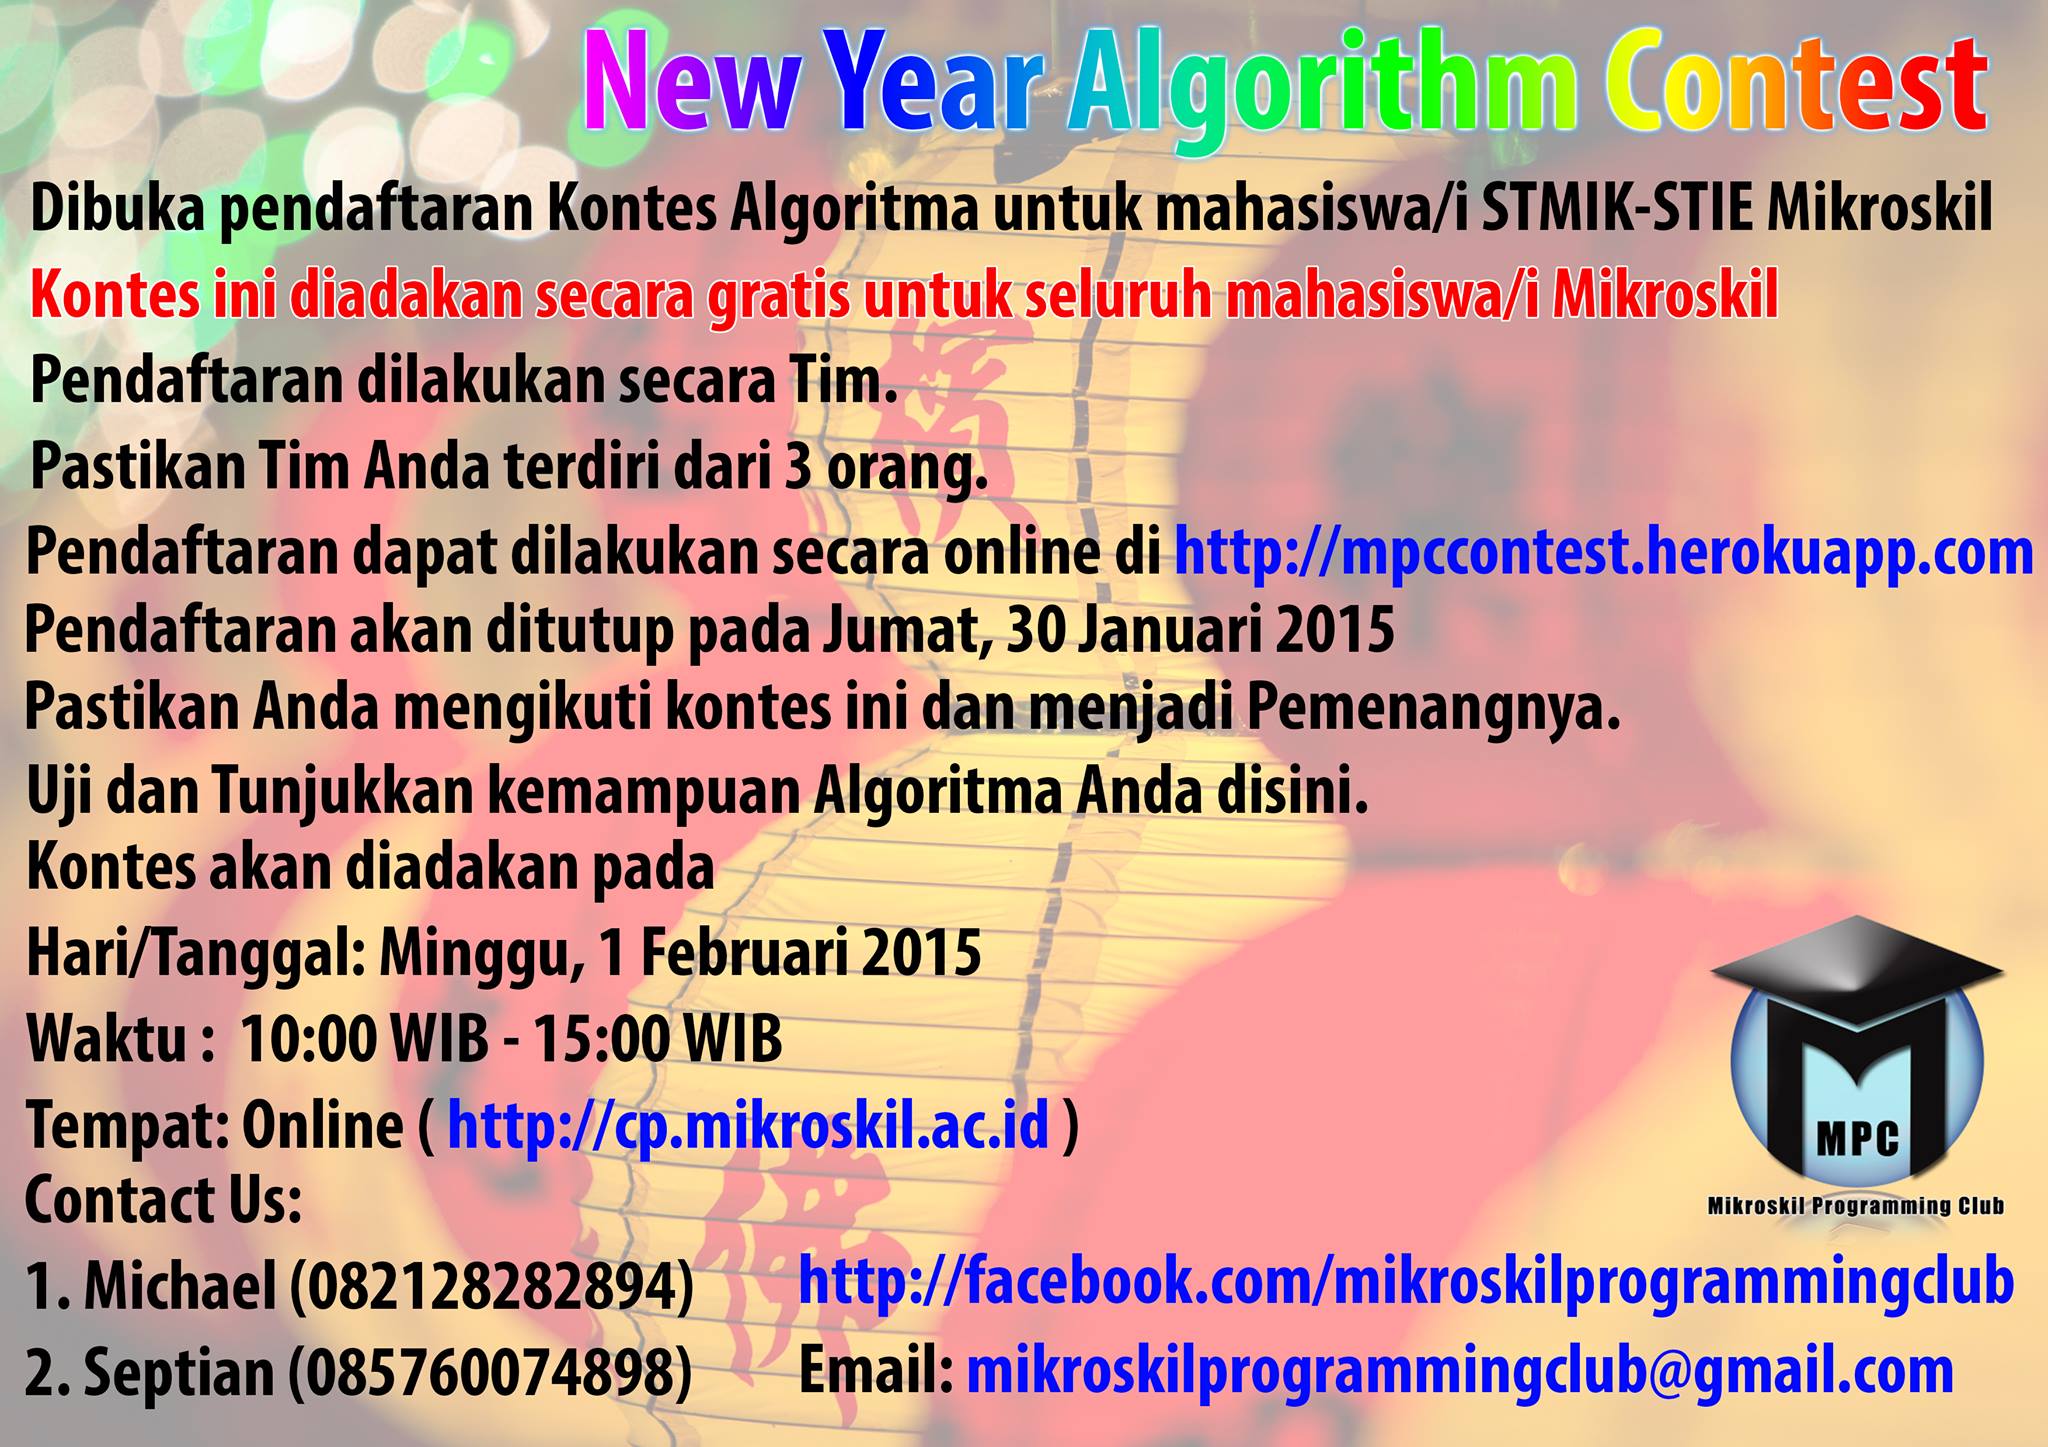 New Year Algorithm Contest
Dibuka pendaftaran Kontes Algoritma untuk mahasiswa/i STMIK-STIE Mikroskil
Kontes ini diadakan secara gratis untuk seluruh mahasiswa/i Mikroskil
Pendaftaran dilakukan secara Tim.
Pastikan Tim Anda terdiri dari 3 orang.
Pendaftaran dapat dilakukan secara online di http://mpccontest.herokuapp.com
Pendaftaran akan ditutup pada Jumat, 30 Januari 2015
Pastikan Anda mengikuti kontes ini dan menjadi Pemenangnya.
Uji dan Tunjukkan kemampuan Algoritma Anda disini.
Kontes akan diadakan pada
Hari/Tanggal: Minggu, 1 Februari 2015
Waktu : 10:00 WIB - 15:00 WIB
Tempat: Online ( http://cp.mikroskil.ac.id )
MPC
Mikroskil Programming Club
Contact Us:
1. Michael (082128282894)
2. Septian (085760074898)
http://facebook.com/mikroskilprogrammingclub
Email: mikroskilprogrammingclub@gmail.com